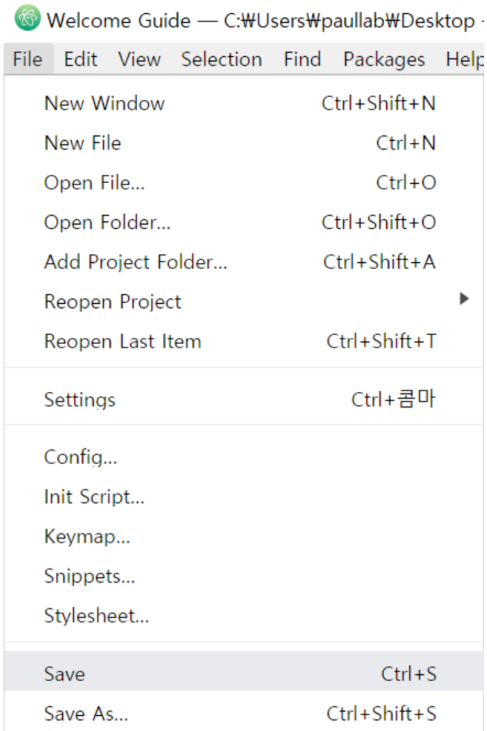 Welcome Guide — C:₩Users₩paullab₩Desktop -
File Edit View Selection Find Packages Help
New Window Ctrl+Shift+N
New File Ctrl+N
Open File... Ctrl+O
Open Folder... Ctrl+Shift+O
Add Project Folder... Ctrl+Shift+A
Reopen Project
Reopen Last Item Ctrl+Shift+T
Settings Ctrl+콤마
Config...
Init Script...
Keymap...
Snippets...
Stylesheet...
Save Ctrl+S
Save As... Ctrl+Shift+S